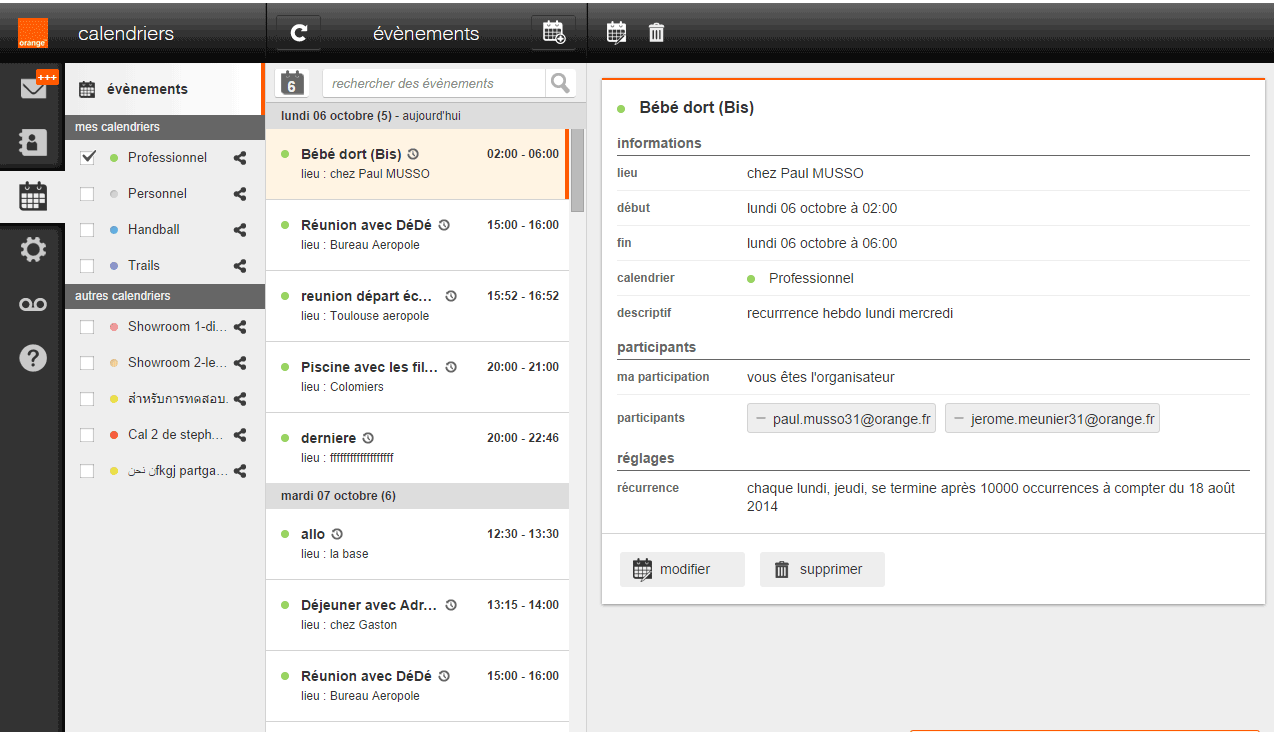 orange
calendriers
évènements
+++
évènements
mes calendriers
Professionnel
Personnel
Handball
Trails
autres calendriers
Showroom 1-di...
Showroom 2-le...
สำหรับการทดสอบ.
Cal 2 de steph...
ن نحنfkgj partga...
6
rechercher des évènements
lundi 06 octobre (5) - aujourd'hui
Bébé dort (Bis) 02:00 - 06:00
lieu : chez Paul MUSSO
Réunion avec DéDé 15:00 - 16:00
lieu : Bureau Aeropole
reunion départ éc... 15:52 - 16:52
lieu : Toulouse aeropole
Piscine avec les fil... 20:00 - 21:00
lieu : Colomiers
derniere 20:00 - 22:46
lieu : fffffffffffffffffff
mardi 07 octobre (6)
allo 12:30 - 13:30
lieu : la base
Déjeuner avec Adr... 13:15 - 14:00
lieu : chez Gaston
Réunion avec DéDé 15:00 - 16:00
lieu : Bureau Aeropole
Bébé dort (Bis)
informations
lieu chez Paul MUSSO
début lundi 06 octobre à 02:00
fin lundi 06 octobre à 06:00
calendrier Professionnel
descriptif recurrrence hebdo lundi mercredi
participants
ma participation vous êtes l'organisateur
participants paul.musso31@orange.fr jerome.meunier31@orange.fr
réglages
récurrence chaque lundi, jeudi, se termine après 10000 occurrences à compter du 18 août
2014
modifier supprimer